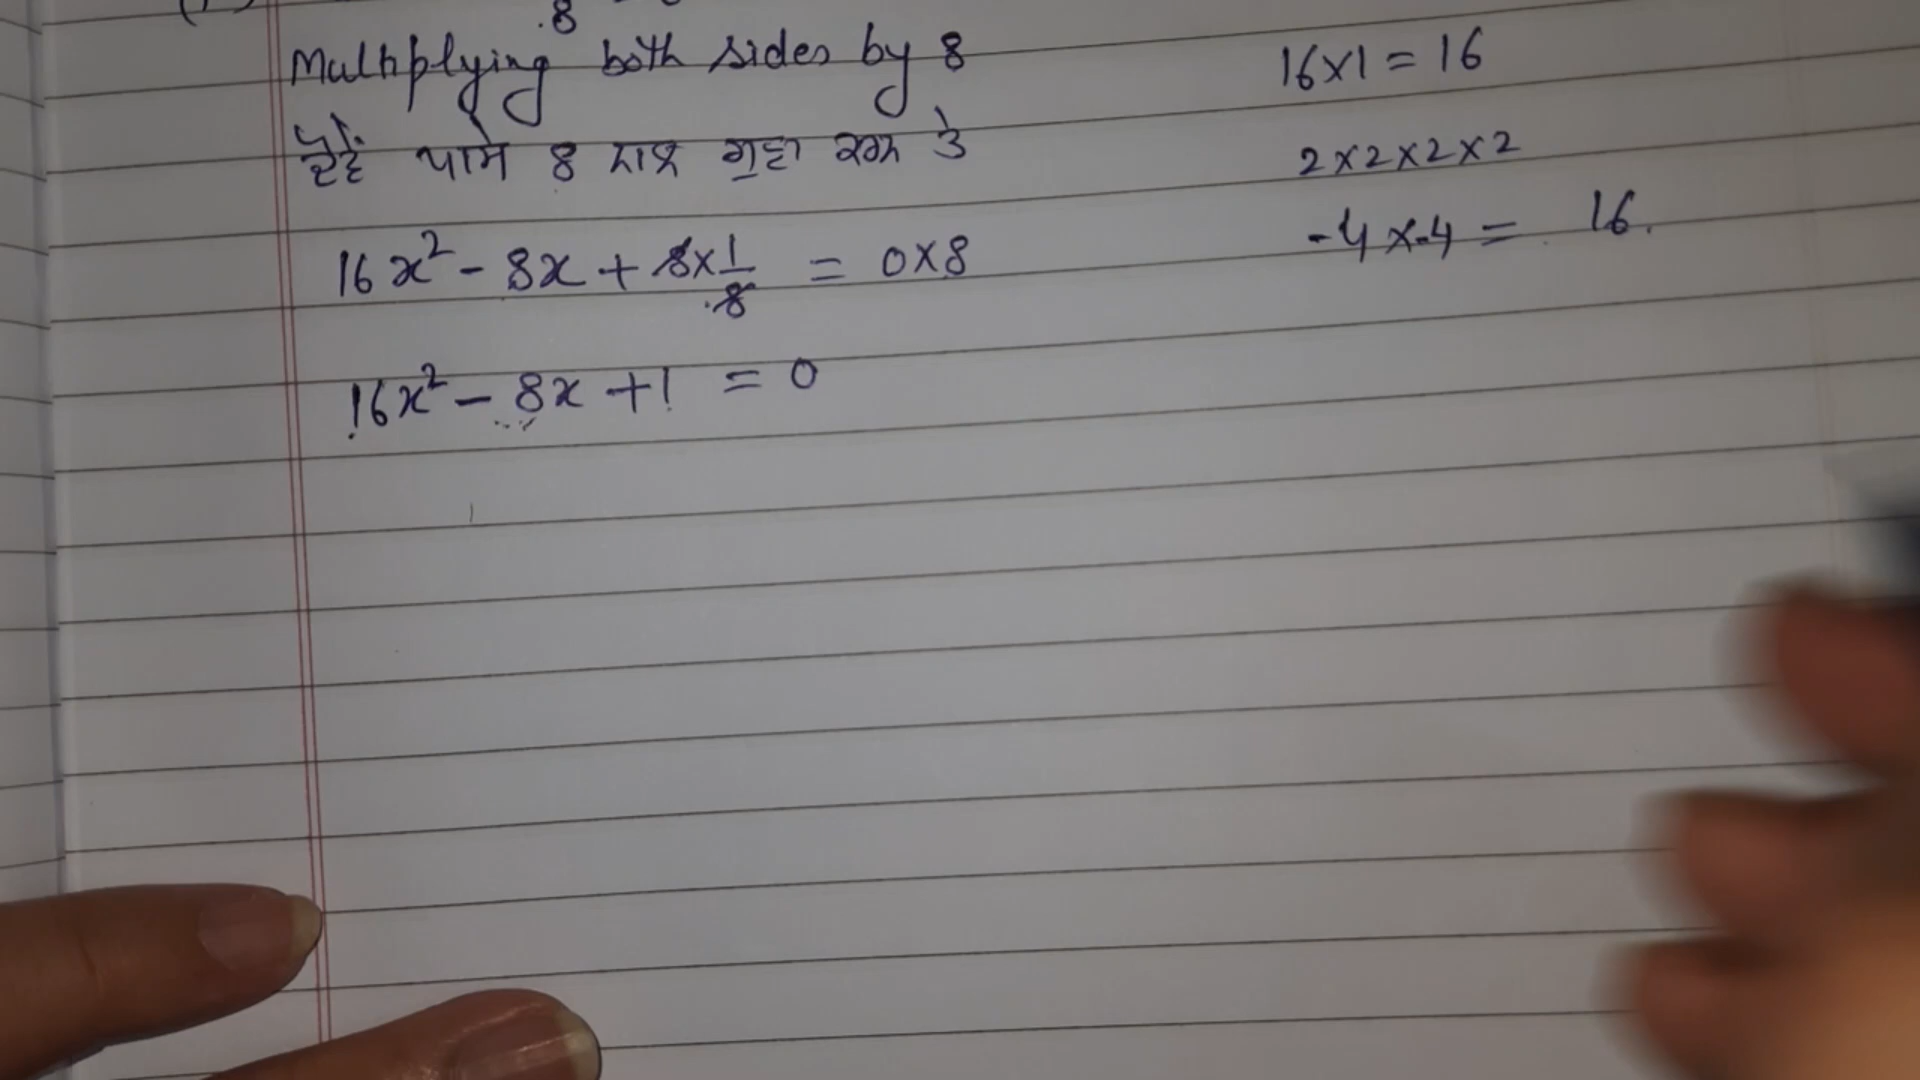 8
Multiplying both sides by 8
ਦੋਵੇਂ ਪਾਸੇ 8 ਨਾਲ ਗੁਣਾ ਕਰਨ ਤੇ
16x² - 8x + 8×1/8 = 0×8
16x² - 8x + 1 = 0
16×1 = 16
2×2×2×2
-4×-4 = 16.